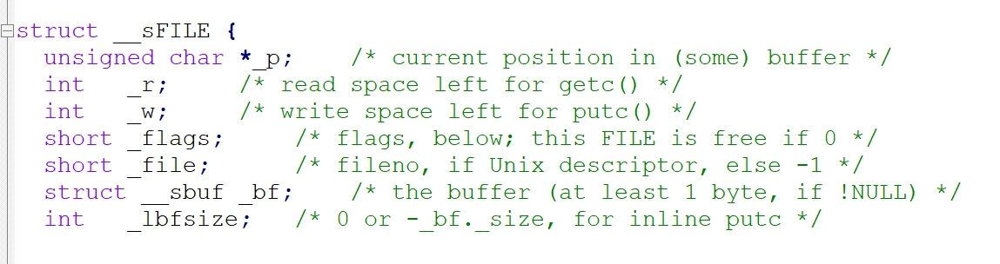 struct __sFILE {
unsigned char *_p; /* current position in (some) buffer */
int _r; /* read space left for getc() */
int _w; /* write space left for putc() */
short _flags; /* flags, below; this FILE is free if 0 */
short _file; /* fileno, if Unix descriptor, else -1 */
struct __sbuf _bf; /* the buffer (at least 1 byte, if !NULL) */
int _lbfsize; /* 0 or -_bf._size, for inline putc */